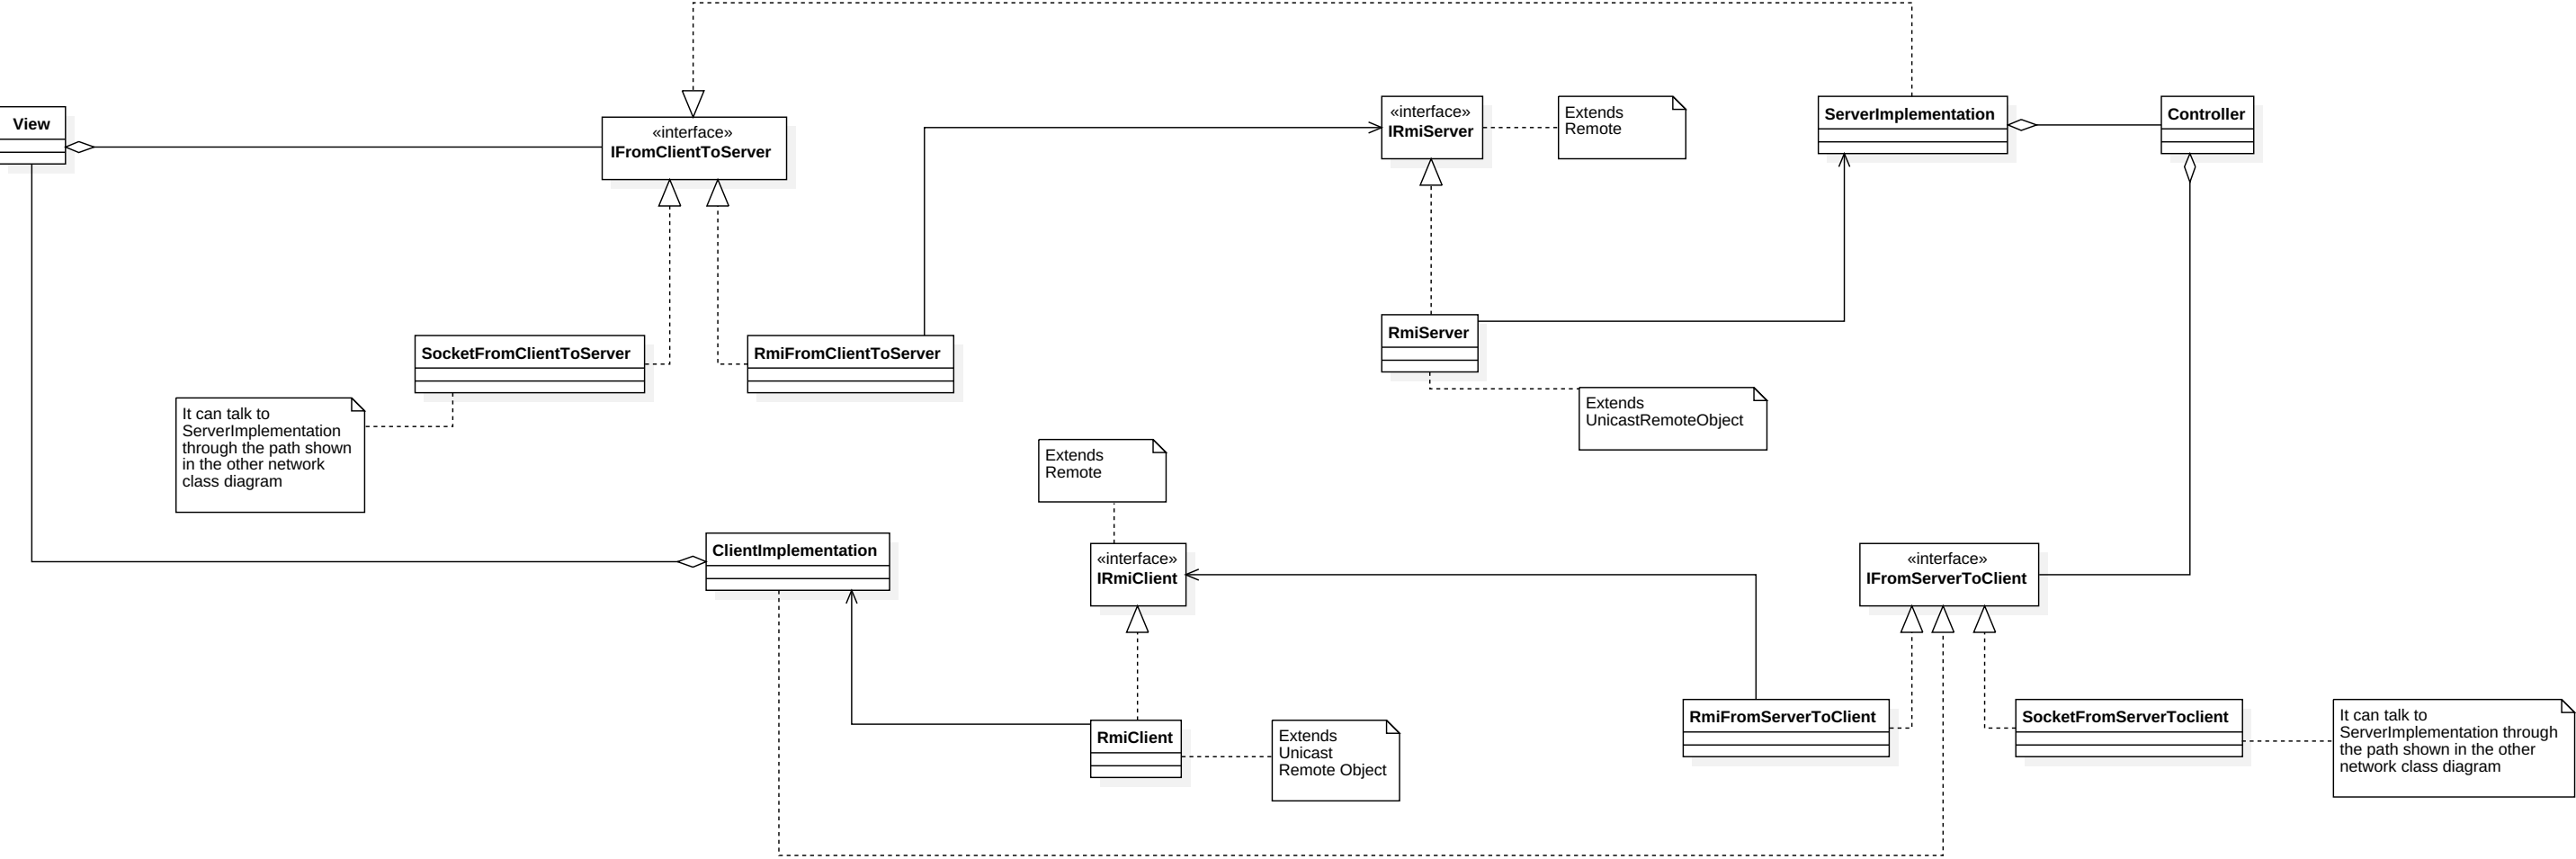 View
«interface»
IFromClientToServer
«interface»
IRmiServer
Extends
Remote
ServerImplementation
Controller
SocketFromClientToServer
RmiFromClientToServer
RmiServer
Extends
UnicastRemoteObject
It can talk to
ServerImplementation
through the path shown
in the other network
class diagram
Extends
Remote
ClientImplementation
«interface»
IRmiClient
«interface»
IFromServerToClient
RmiClient
Extends
Unicast
Remote Object
RmiFromServerToClient
SocketFromServerToclient
It can talk to
ServerImplementation through
the path shown in the other
network class diagram